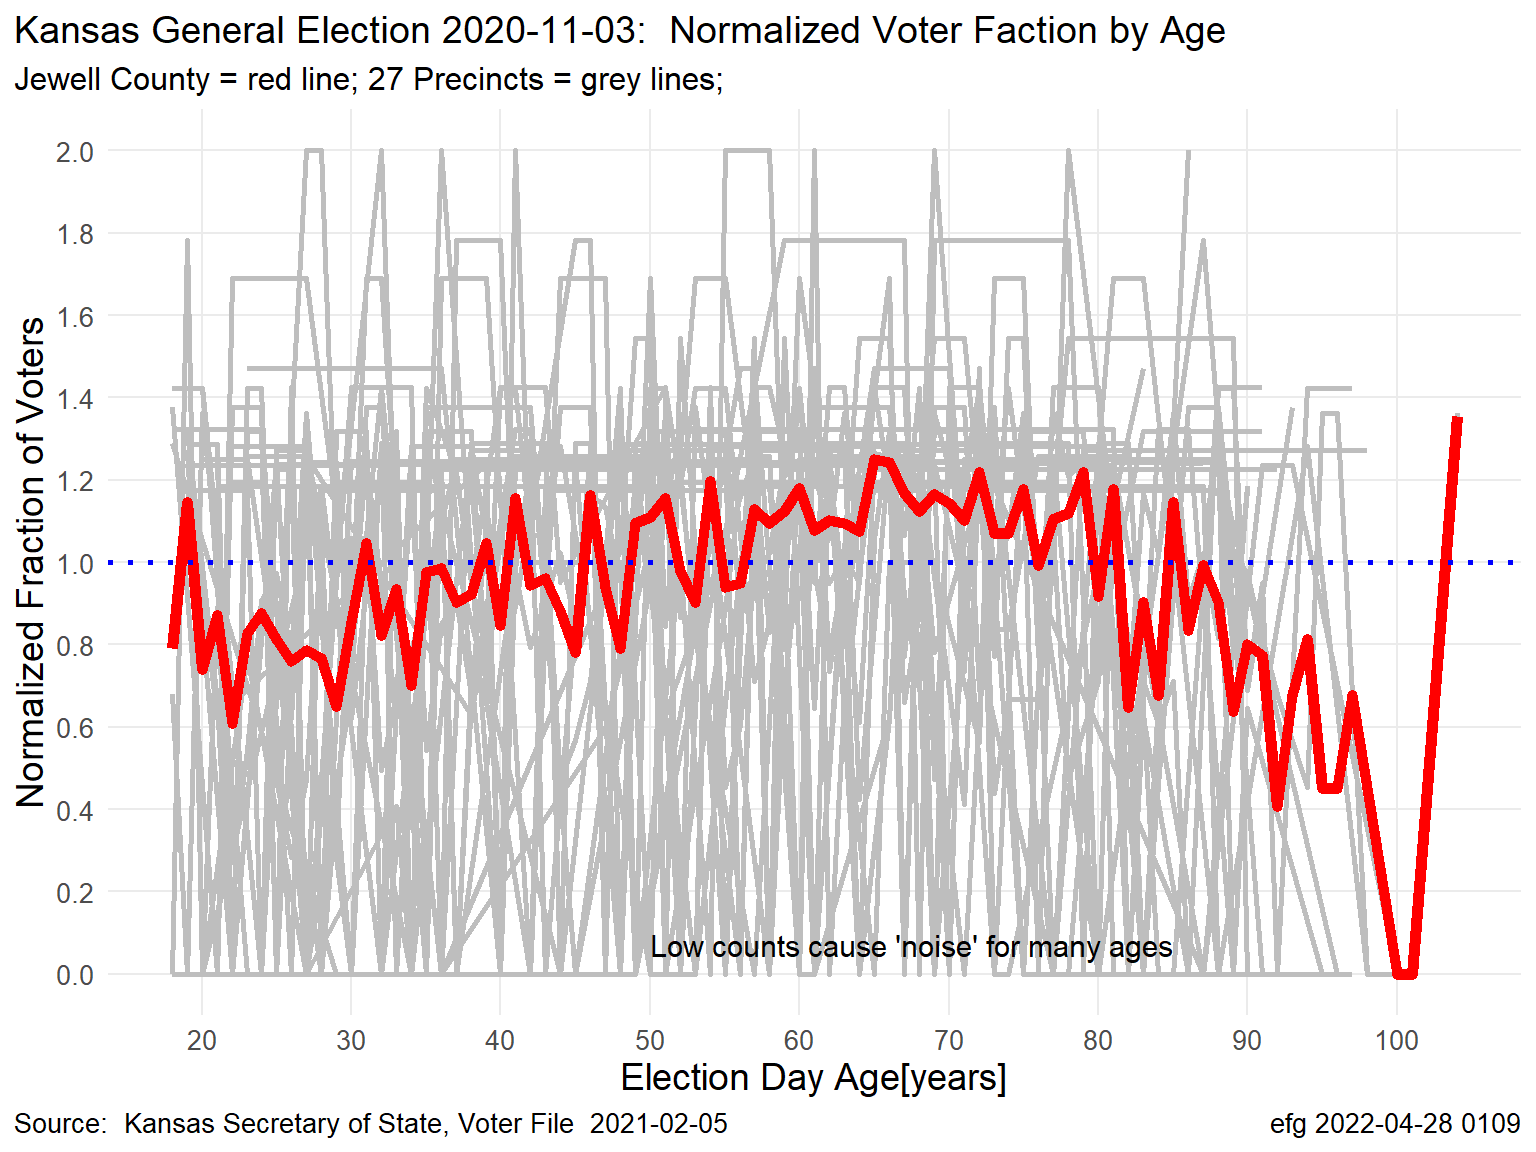 Kansas General Election 2020-11-03:  Normalized Voter Faction by Age
Jewell County = red line; 27 Precincts = grey lines;
Normalized Fraction of Voters
2.0
1.8
1.6
1.4
1.2
1.0
0.8
0.6
0.4
0.2
0.0
Low counts cause 'noise' for many ages
20 30 40 50 60 70 80 90 100
Election Day Age[years]
Source:  Kansas Secretary of State, Voter File  2021-02-05
efg 2022-04-28 0109